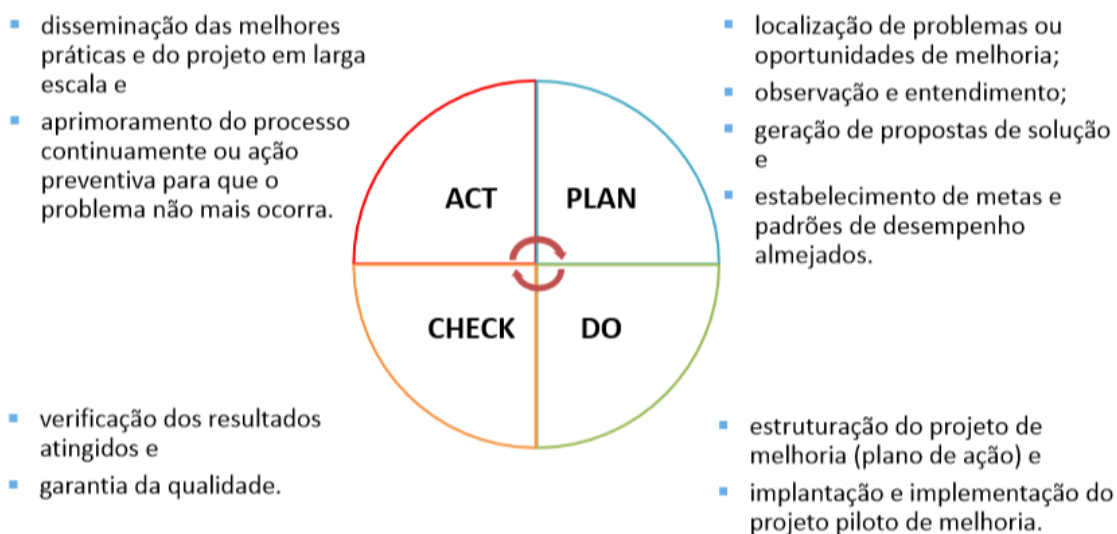 disseminação das melhores
práticas e do projeto em larga
escala e
aprimoramento do processo
continuamente ou ação
preventiva para que o
problema não mais ocorra.
localização de problemas ou
oportunidades de melhoria;
observação e entendimento;
geração de propostas de solução
e
estabelecimento de metas e
padrões de desempenho
almejados.
ACT
PLAN
CHECK
DO
verificação dos resultados
atingidos e
garantia da qualidade.
estruturação do projeto de
melhoria (plano de ação) e
implantação e implementação do
projeto piloto de melhoria.